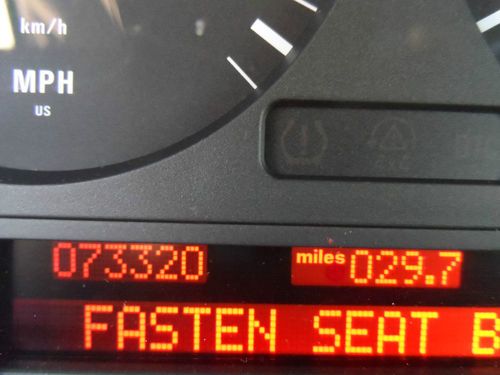 km/h
MPH
US
073320 miles 029.7
FASTEN SEAT B